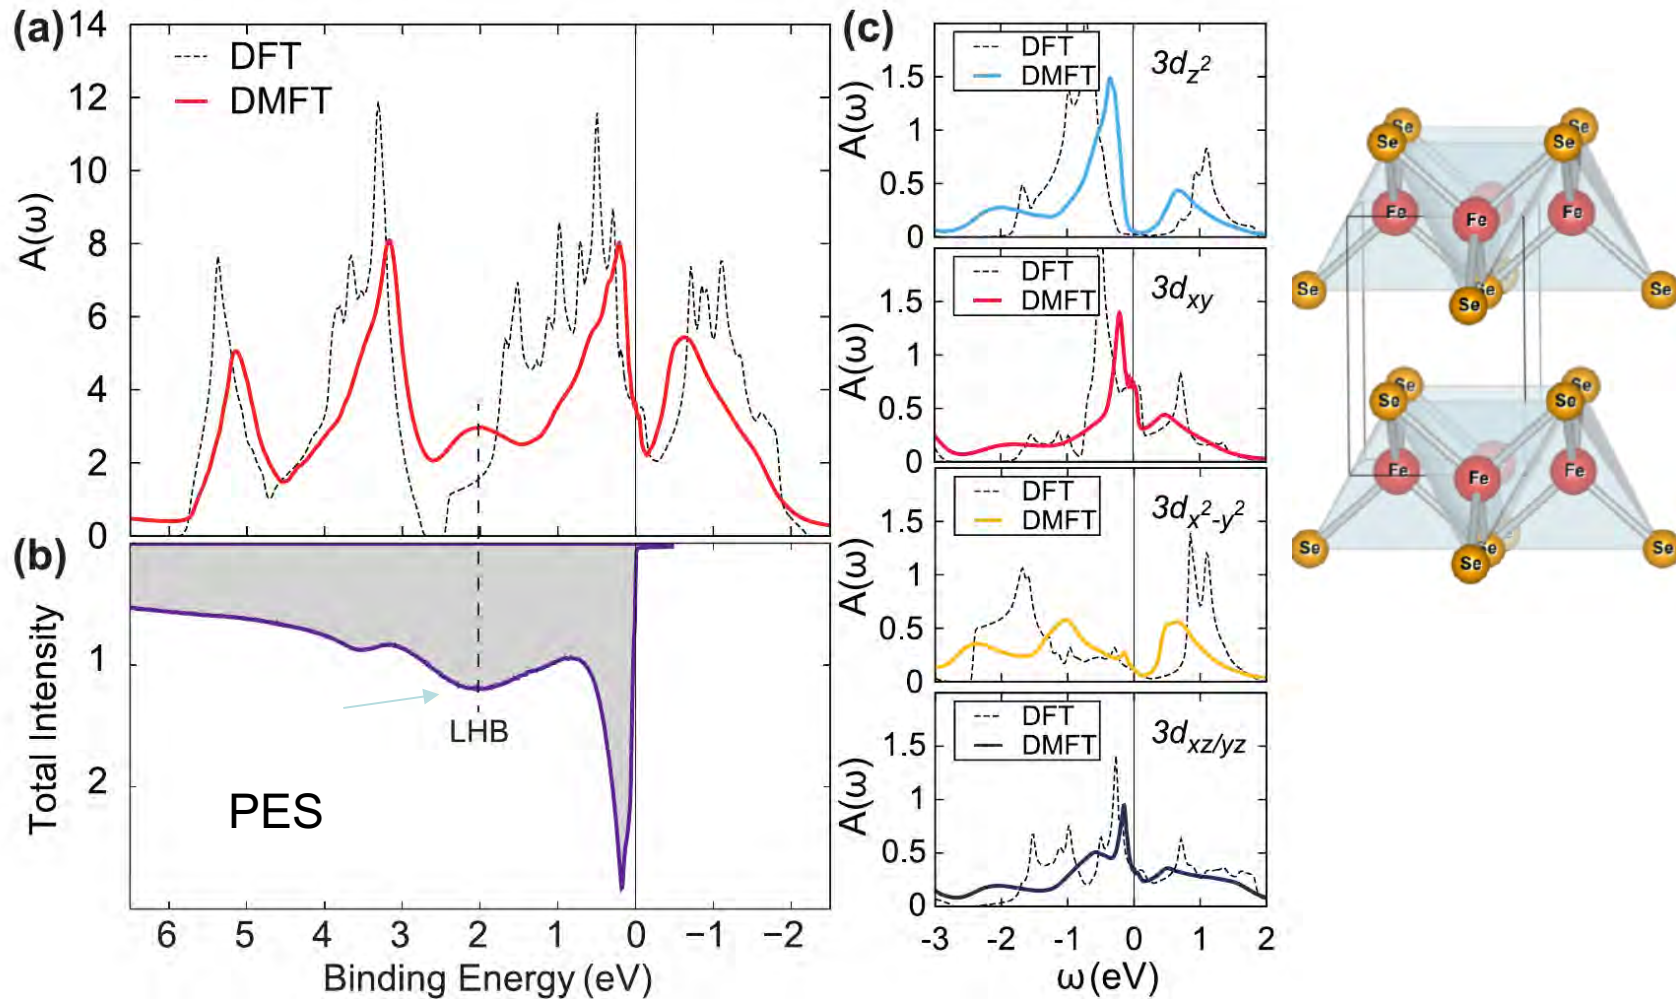 (a)
14
12
10
8
6
4
2
0
A(ω)
DFT
DMFT
(b)
1
2
Total Intensity
LHB
PES
6 5 4 3 2 1 0 −1 −2
Binding Energy (eV)
(c)
DFT
DMFT
3dz²
1.5
1
0.5
0
A(ω)
DFT
DMFT
3dxy
1.5
1
0.5
0
A(ω)
DFT
DMFT
3dx²-y²
1.5
1
0.5
0
A(ω)
DFT
DMFT
3dxz/yz
1.5
1
0.5
0
A(ω)
-3 -2 -1 0 1 2
ω (eV)
Se Se
Se Se
Fe Fe Fe
Se Se Se
Se
Se Se
Se Se
Fe Fe Fe
Se Se Se
Se